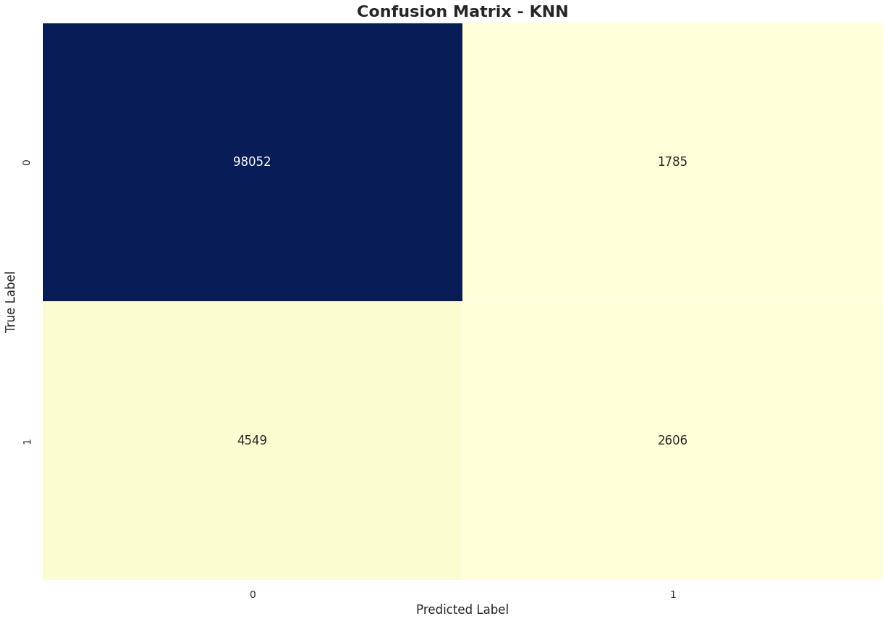 Confusion Matrix - KNN
0
98052
1785
True Label
1
4549
2606
0
1
Predicted Label